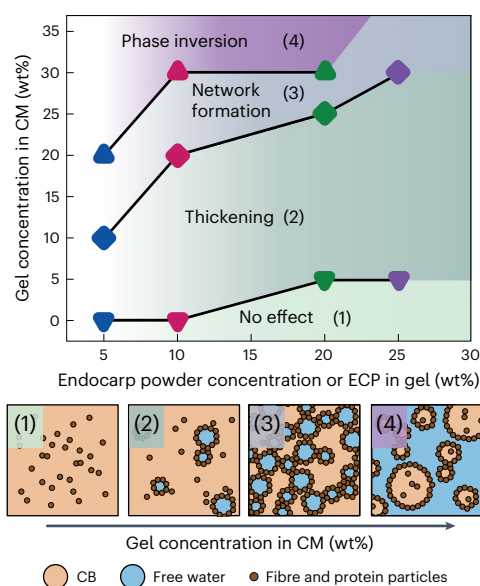 Gel concentration in CM (wt%)
35
30
25
20
15
10
5
0
Phase inversion (4)
Network
formation
(3)
Thickening (2)
No effect (1)
5 10 15 20 25 30
Endocarp powder concentration or ECP in gel (wt%)
(1) (2) (3) (4)
Gel concentration in CM (wt%)
CB Free water Fibre and protein particles